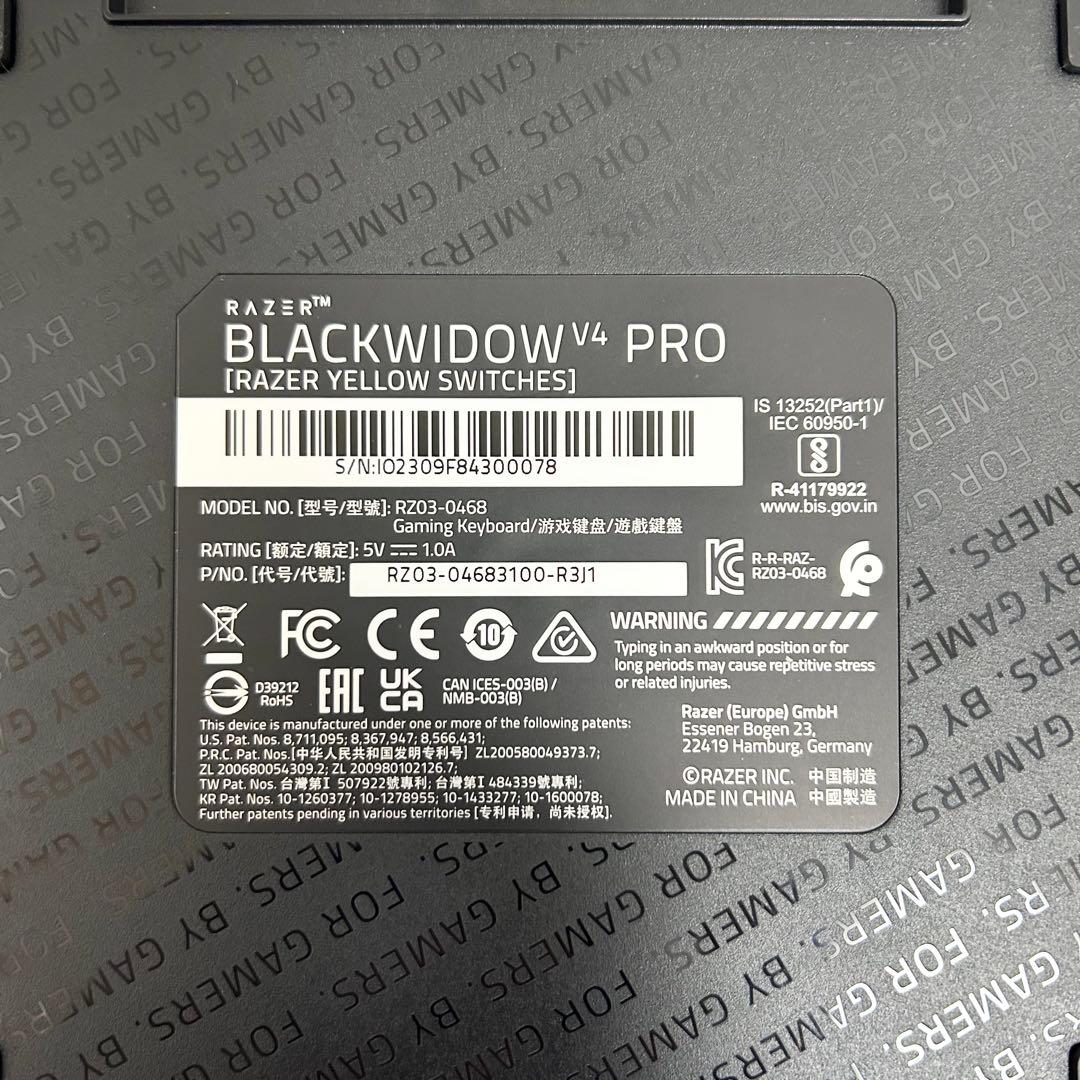 RAZER™
BLACKWIDOW V4 PRO
[RAZER YELLOW SWITCHES]
S/N:IO2309F84300078
IS 13252(Part1)/
IEC 60950-1
R-41179922
www.bis.gov.in
MODEL NO. [型号/型號]: RZ03-0468
Gaming Keyboard/游戏键盘/遊戲鍵盤
RATING [额定/額定]: 5V ⎓ 1.0A
P/NO. [代号/代號]: RZ03-04683100-R3J1
R-R-RAZ-
RZ03-0468
FC CE 10
D39212
RoHS
EAC
UK
CA
CAN ICES-003(B) /
NMB-003(B)
WARNING
Typing in an awkward position or for
long periods may cause repetitive stress
or related injuries.
This device is manufactured under one or more of the following patents:
U.S. Pat. Nos. 8,711,095; 8,367,947; 8,566,431;
P.R.C. Pat. Nos.[中华人民共和国发明专利号] ZL200580049373.7;
ZL 200680054309.2; ZL 200980102126.7;
TW Pat. Nos. 台灣第I 507922號專利; 台灣第I 484339號專利;
KR Pat. Nos. 10-1260377; 10-1278955; 10-1433277; 10-1600078;
Further patents pending in various territories [专利申请，尚未授权].
Razer (Europe) GmbH
Essener Bogen 23,
22419 Hamburg, Germany
©RAZER INC. 中国制造
MADE IN CHINA 中國製造
FOR GAMERS. BY GAMERS.